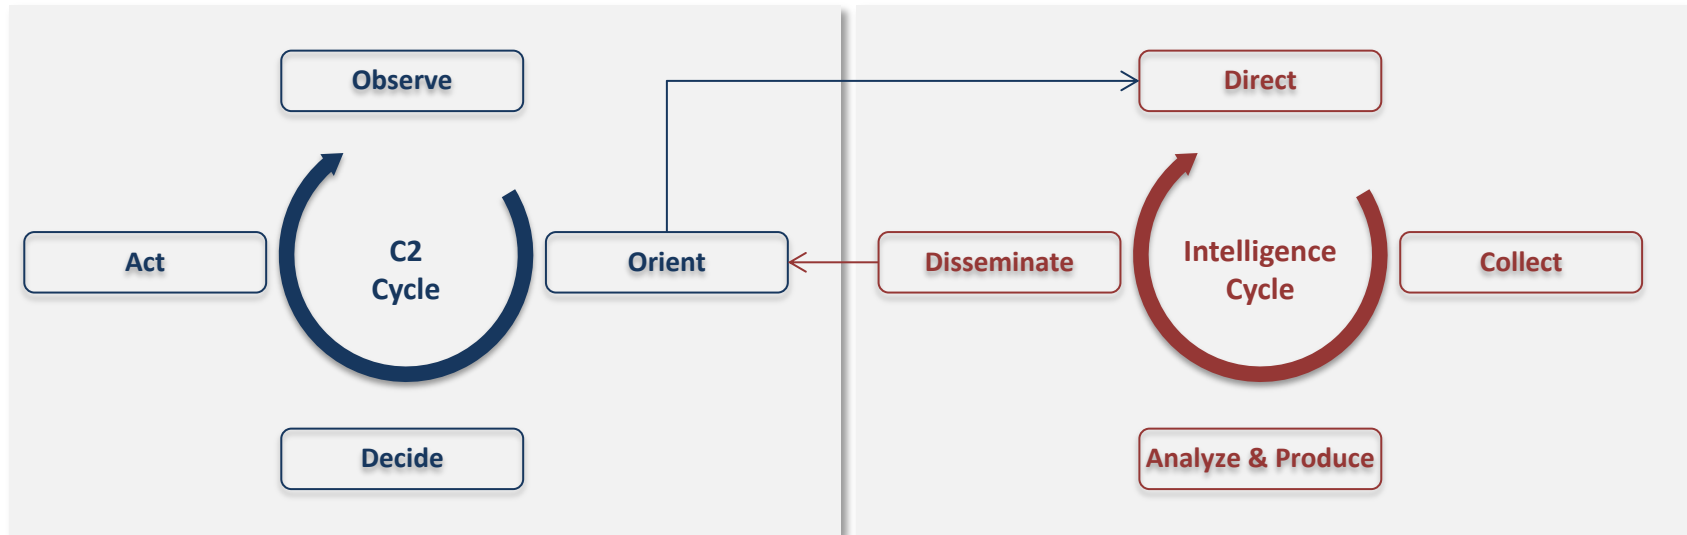 Observe
Direct
Act
C2
Cycle
Orient
Disseminate
Intelligence
Cycle
Collect
Decide
Analyze & Produce